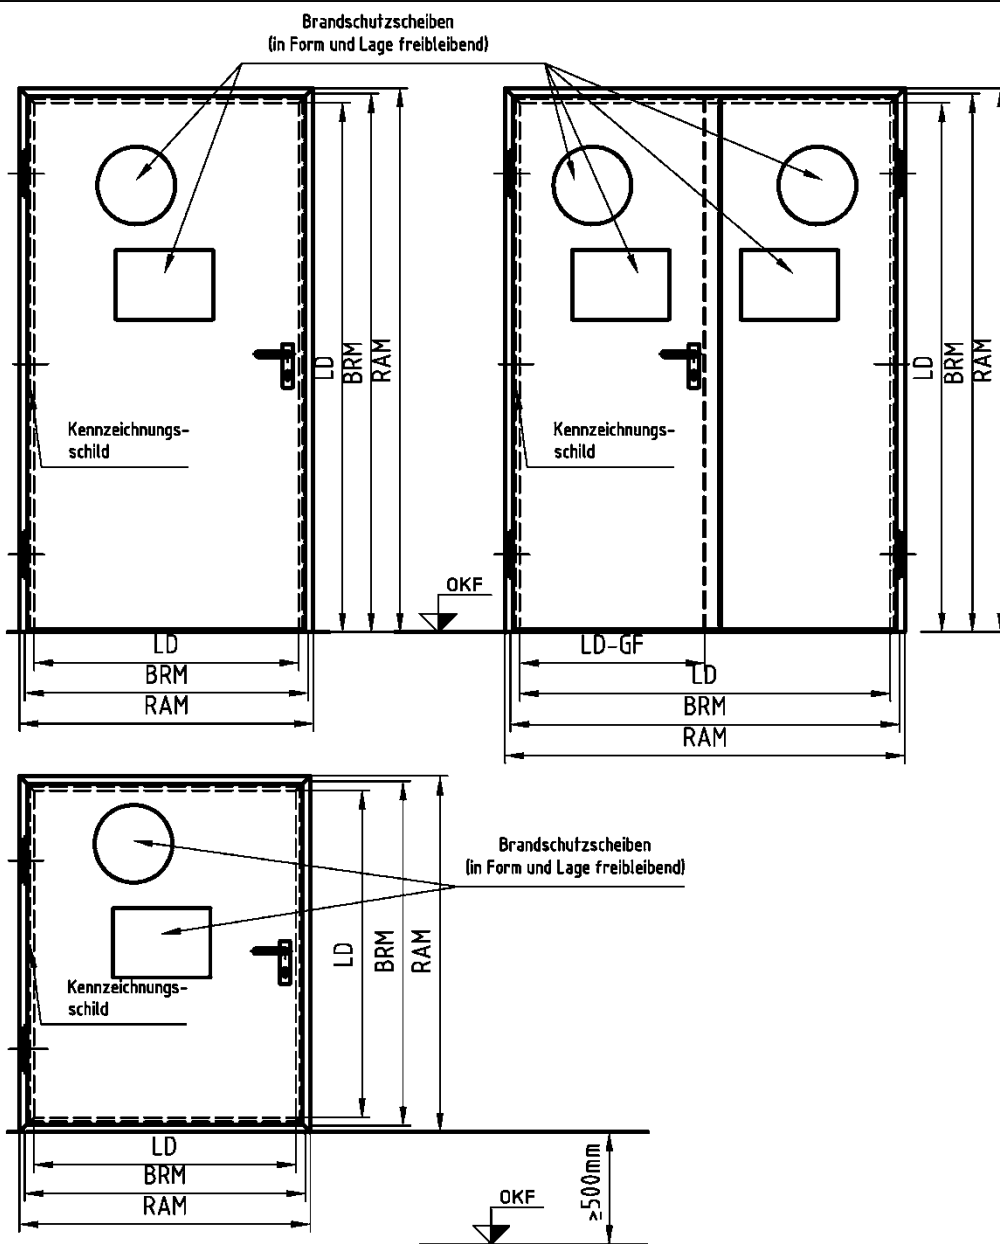 Brandschutzscheiben
(in Form und Lage freibleibend)
LD
BRM
RAM
LD
BRM
RAM
Kennzeichnungs-
schild
Kennzeichnungs-
schild
OKF
LD
BRM
RAM
LD-GF
LD
BRM
RAM
Brandschutzscheiben
(in Form und Lage freibleibend)
LD
BRM
RAM
Kennzeichnungs-
schild
LD
BRM
RAM
≥500mm
OKF